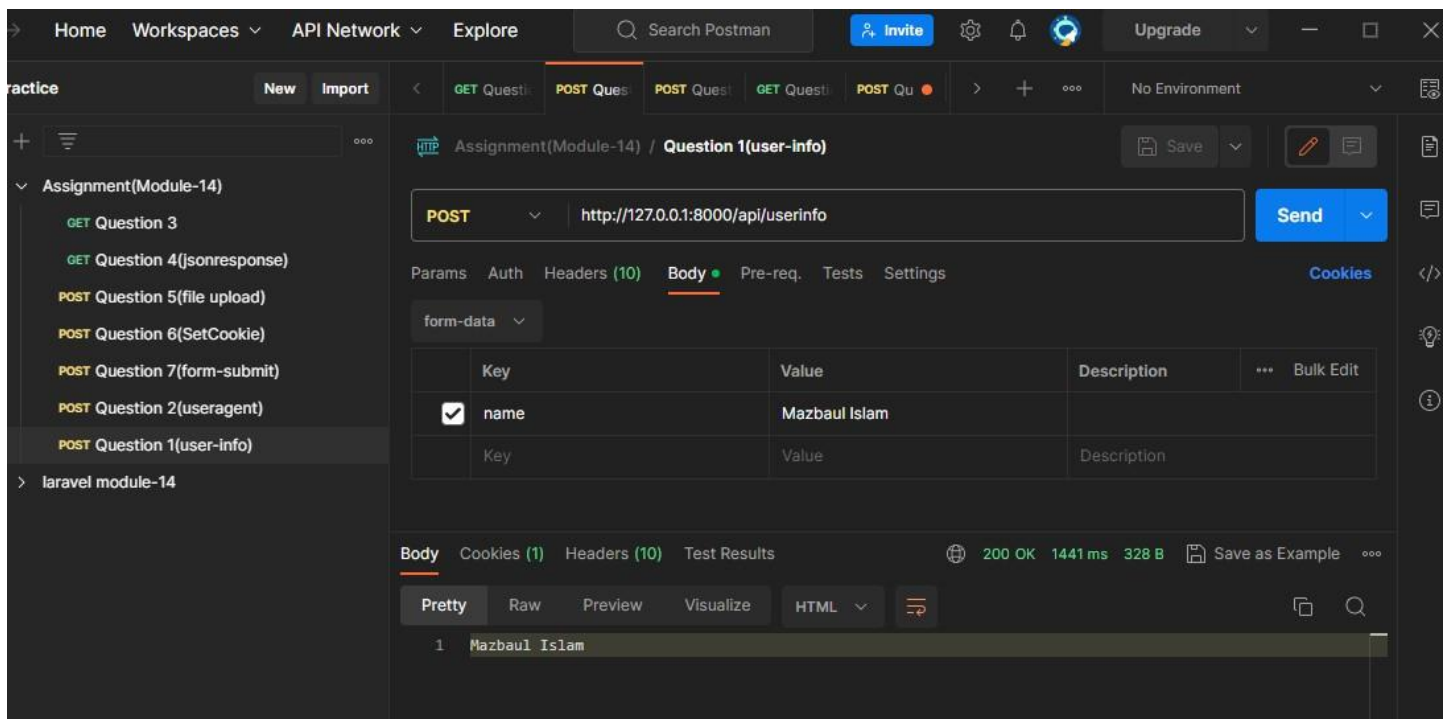 Home Workspaces API Network Explore Search Postman Invite Upgrade
ractice New Import GET Questi POST Ques POST Quest GET Questi POST Qu No Environment
HTTP Assignment(Module-14) / Question 1(user-info) Save
Assignment(Module-14)
GET Question 3
GET Question 4(jsonresponse)
POST Question 5(file upload)
POST Question 6(SetCookie)
POST Question 7(form-submit)
POST Question 2(useragent)
POST Question 1(user-info)
laravel module-14
POST http://127.0.0.1:8000/api/userinfo Send
Params Auth Headers (10) Body Pre-req. Tests Settings Cookies
form-data
Key Value Description Bulk Edit
name Mazbaul Islam
Key Value Description
Body Cookies (1) Headers (10) Test Results 200 OK 1441 ms 328 B Save as Example
Pretty Raw Preview Visualize HTML
1 Mazbaul Islam